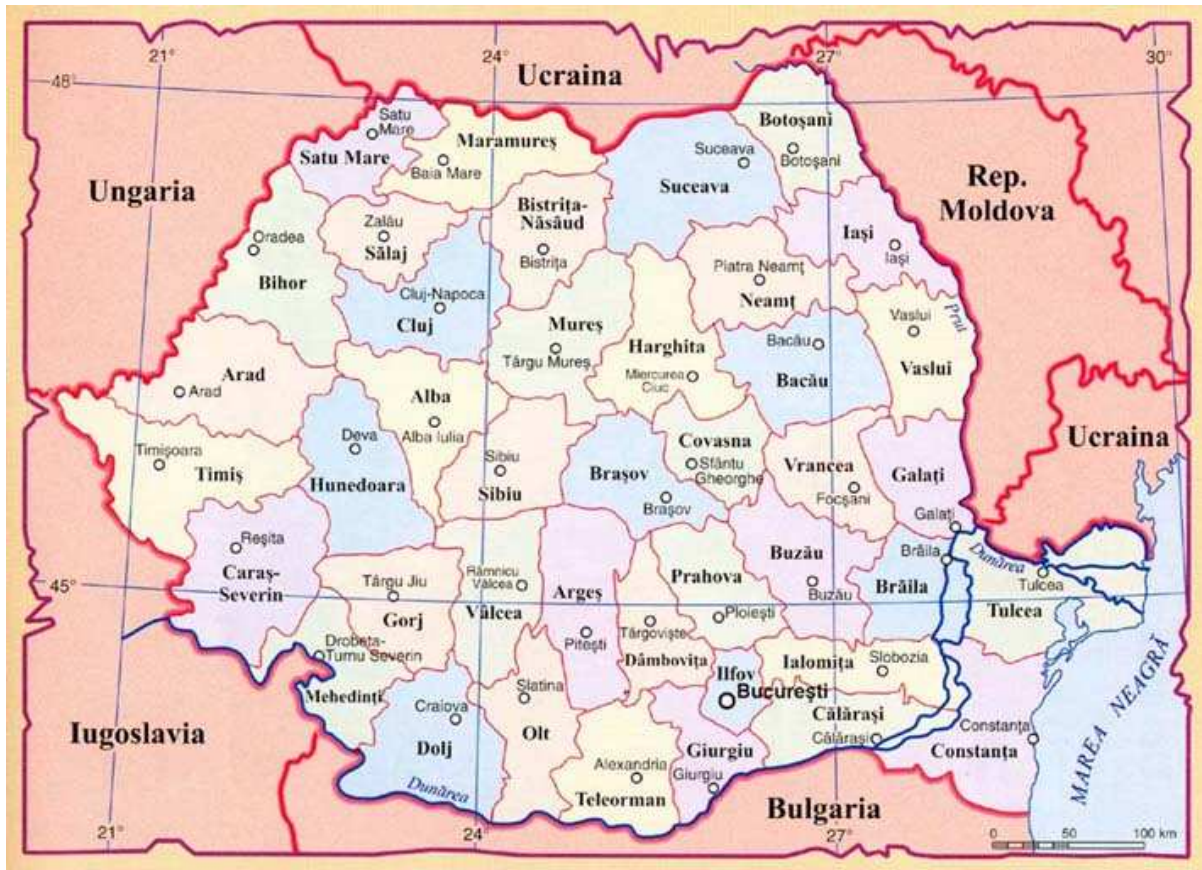 21°
24°
27°
30°
48°
Ucraina
Ungaria
Rep.
Moldova
Satu
Mare
Satu Mare
Maramureș
Baia Mare
Suceava
Suceava
Botoșani
Botoșani
Bistrița-
Năsăud
Bistrița
Zalău
Sălaj
Oradea
Bihor
Cluj-Napoca
Cluj
Iași
Iași
Piatra Neamț
Neamț
Prut
Mureș
Târgu Mureș
Harghita
Miercurea
Ciuc
Bacău
Bacău
Vaslui
Vaslui
Arad
Arad
Alba
Alba Iulia
Timișoara
Timiș
Deva
Hunedoara
Sibiu
Sibiu
Brașov
Brașov
Covasna
Sfântu
Gheorghe
Vrancea
Focșani
Galați
Galați
Ucraina
Reșita
Caraș-
Severin
45°
Târgu Jiu
Gorj
Râmnicu
Vâlcea
Vâlcea
Argeș
Pitești
Prahova
Ploiești
Buzău
Buzău
Brăila
Brăila
Dunărea
Tulcea
Tulcea
45°
Drobeta-
Turnu Severin
Mehedinți
Târgoviște
Dâmbovița
Ilfov
București
Ialomița
Slobozia
Iugoslavia
Craiova
Dolj
Slatina
Olt
Călărași
Călărași
Constanța
Constanța
MAREA NEAGRĂ
Dunărea
Alexandria
Teleorman
Giurgiu
Giurgiu
Bulgaria
21°
24°
27°
0 50 100 km